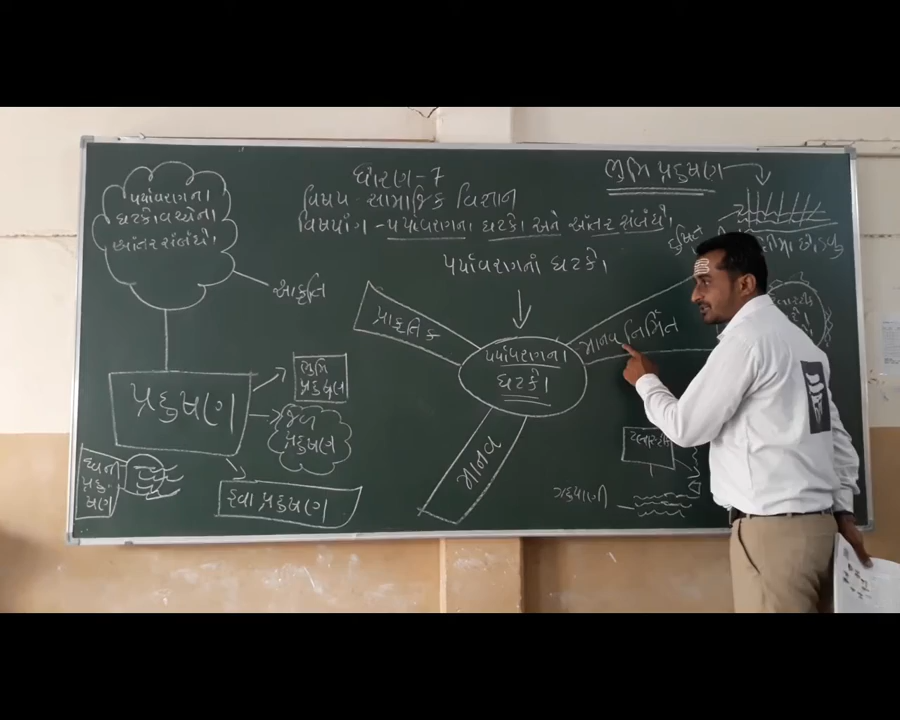 ધોરણ-7
વિષય - સામાજિક વિજ્ઞાન
વિષયાંગ - પર્યાવરણના ઘટકો અને આંતર સંબંધો.
પર્યાવરણનાં ઘટકો
પર્યાવરણના
ઘટકો વચ્ચેના
આંતર સંબંધો
આકૃતિ
પ્રદુષણ
ભુમિ
પ્રદુષણ
જળ
પ્રદુષણ
હવા પ્રદુષણ
ધ્વની
પ્રદુ-
ષણ
પ્રાકૃતિક
પર્યાવરણના
ઘટકો
માનવ નિર્મિત
માનવ
ભુમિ પ્રદુષણ
દુષિત